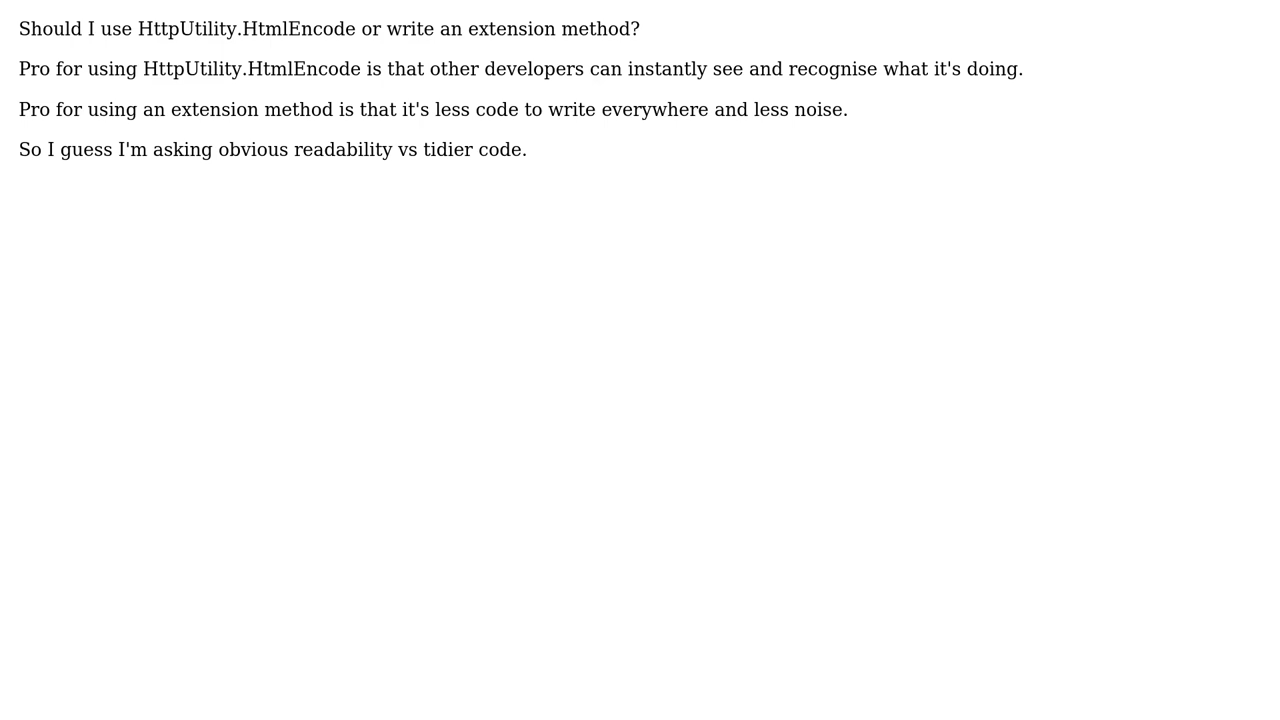 Should I use HttpUtility.HtmlEncode or write an extension method?
Pro for using HttpUtility.HtmlEncode is that other developers can instantly see and recognise what it's doing.
Pro for using an extension method is that it's less code to write everywhere and less noise.
So I guess I'm asking obvious readability vs tidier code.